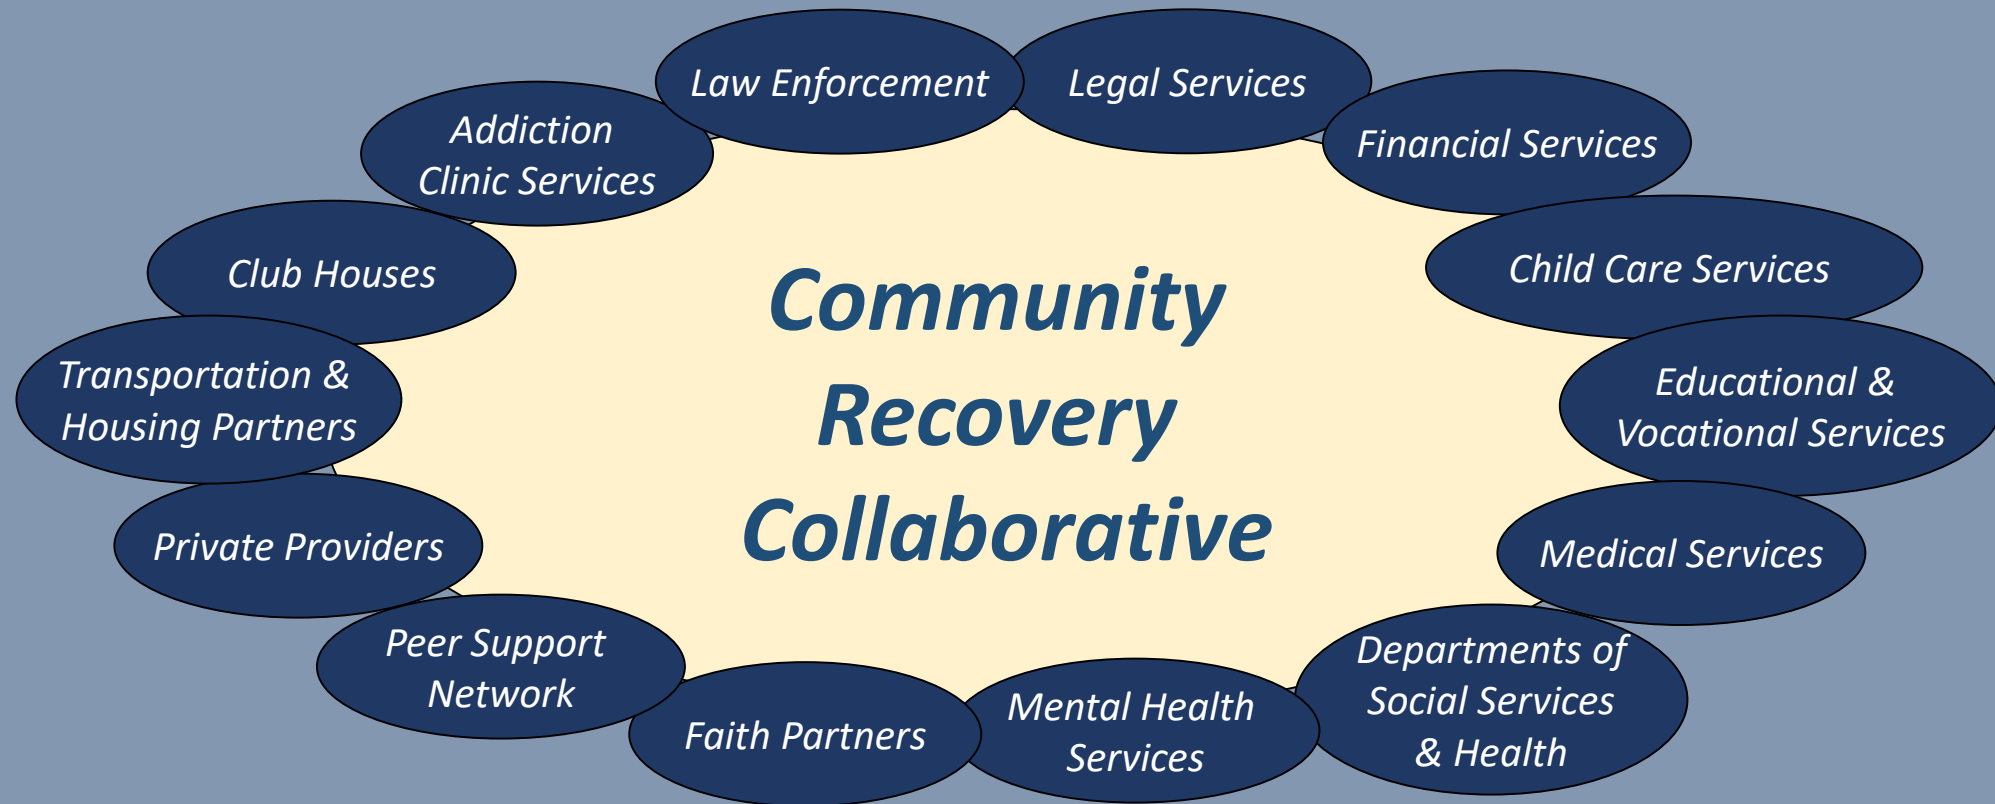 Law Enforcement
Legal Services
Financial Services
Child Care Services
Educational &
Vocational Services
Medical Services
Departments of
Social Services
& Health
Mental Health
Services
Faith Partners
Peer Support
Network
Private Providers
Transportation &
Housing Partners
Club Houses
Addiction
Clinic Services
Community
Recovery
Collaborative